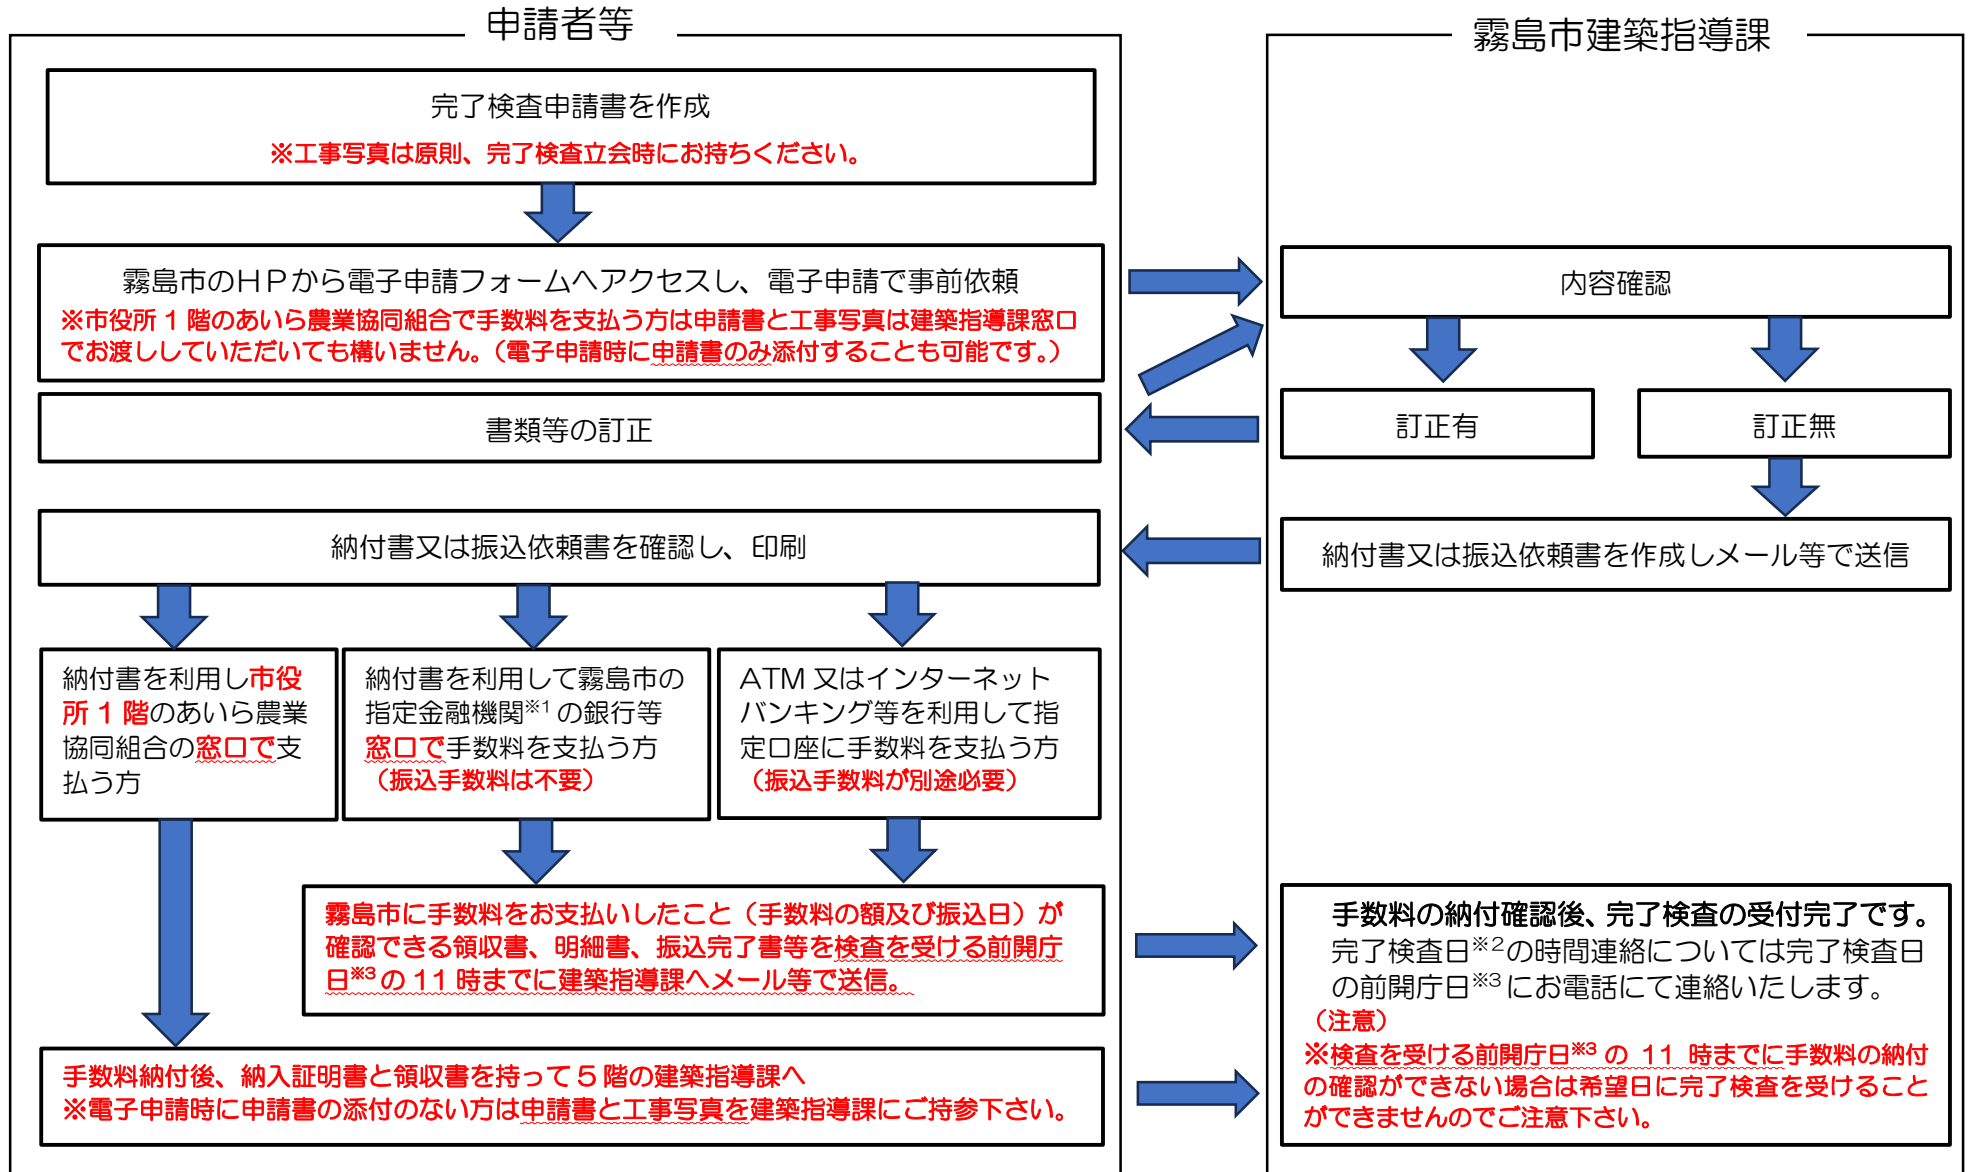 申請者等
完了検査申請書を作成
※工事写真は原則、完了検査立会時にお持ちください。
霧島市のHPから電子申請フォームへアクセスし、電子申請で事前依頼
※市役所1階のあいら農業協同組合で手数料を支払う方は申請書と工事写真は建築指導課窓口
でお渡ししていただいても構いません。（電子申請時に申請書のみ添付することも可能です。）
書類等の訂正
納付書又は振込依頼書を確認し、印刷
納付書を利用し市役
所1階のあいら農業
協同組合の窓口で支
払う方
納付書を利用して霧島市の
指定金融機関※1の銀行等
窓口で手数料を支払う方
（振込手数料は不要）
ATM又はインターネット
バンキング等を利用して指
定口座に手数料を支払う方
（振込手数料が別途必要）
霧島市に手数料をお支払いしたこと（手数料の額及び振込日）が
確認できる領収書、明細書、振込完了書等を検査を受ける前開庁
日※3の11時までに建築指導課へメール等で送信。
手数料納付後、納入証明書と領収書を持って5階の建築指導課へ
※電子申請時に申請書の添付のない方は申請書と工事写真を建築指導課にご持参下さい。
霧島市建築指導課
内容確認
訂正有
訂正無
納付書又は振込依頼書を作成しメール等で送信
手数料の納付確認後、完了検査の受付完了です。
完了検査日※2の時間連絡については完了検査日
の前開庁日※3にお電話にて連絡いたします。
（注意）
※検査を受ける前開庁日※3の11時までに手数料の納付
の確認ができない場合は希望日に完了検査を受けること
ができませんのでご注意下さい。